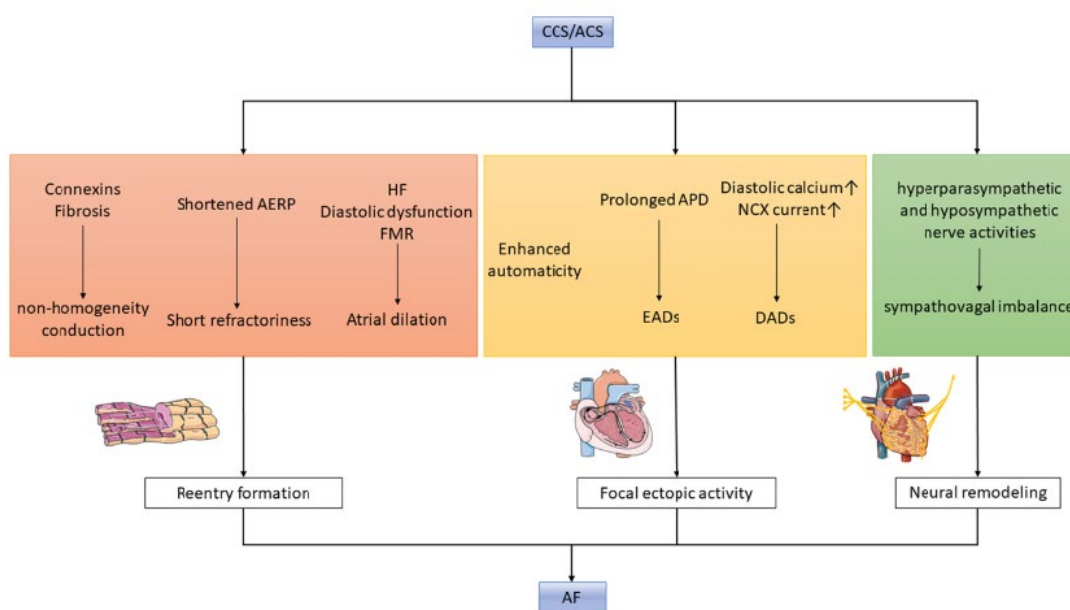 CCS/ACS
Connexins
Fibrosis
non-homogeneity
conduction
Shortened AERP
Short refractoriness
HF
Diastolic dysfunction
FMR
Atrial dilation
Enhanced
automaticity
Prolonged APD
EADs
Diastolic calcium↑
NCX current↑
DADs
hyperparasympathetic
and hyposympathetic
nerve activities
sympathovagal imbalance
Reentry formation
Focal ectopic activity
Neural remodeling
AF